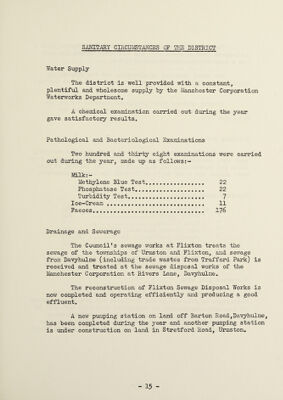 SANITARY CIRCUMSTANCES OF THE DISTRICT
Water Supply
The district is well provided with a constant,
plentiful and wholesome supply by the Manchester Corporation
Waterworks Department.
A chemical examination carried out during the year
gave satisfactory results.
Pathological and Bacteriological Examinations
Two hundred and thirty eight examinations were carried
out during the year, made up as follows:-
Milk:-
Methylene Blue Test................. 22
Phosphatase Test.................... 22
Turbidity Test...................... 7
Ice-Cream ............................ 11
Faeces................................ 176
Drainage and Sewerage
The Council's sewage works at Flixton treats the
sewage of the townships of Urmston and Flixton, and sewage
from Davyhulme (including trade wastes from Trafford Park) is
received and treated at the sewage disposal works of the
Manchester Corporation at Rivers Lane, Davyhulme.
The reconstruction of Flixton Sewage Disposal Works is
now completed and operating efficiently and producing a good
effluent.
A new pumping station on land off Barton Road,Davyhulme,
has been completed during the year and another pumping station
is under construction on land in Stretford Road, Urmston.
- 15 -